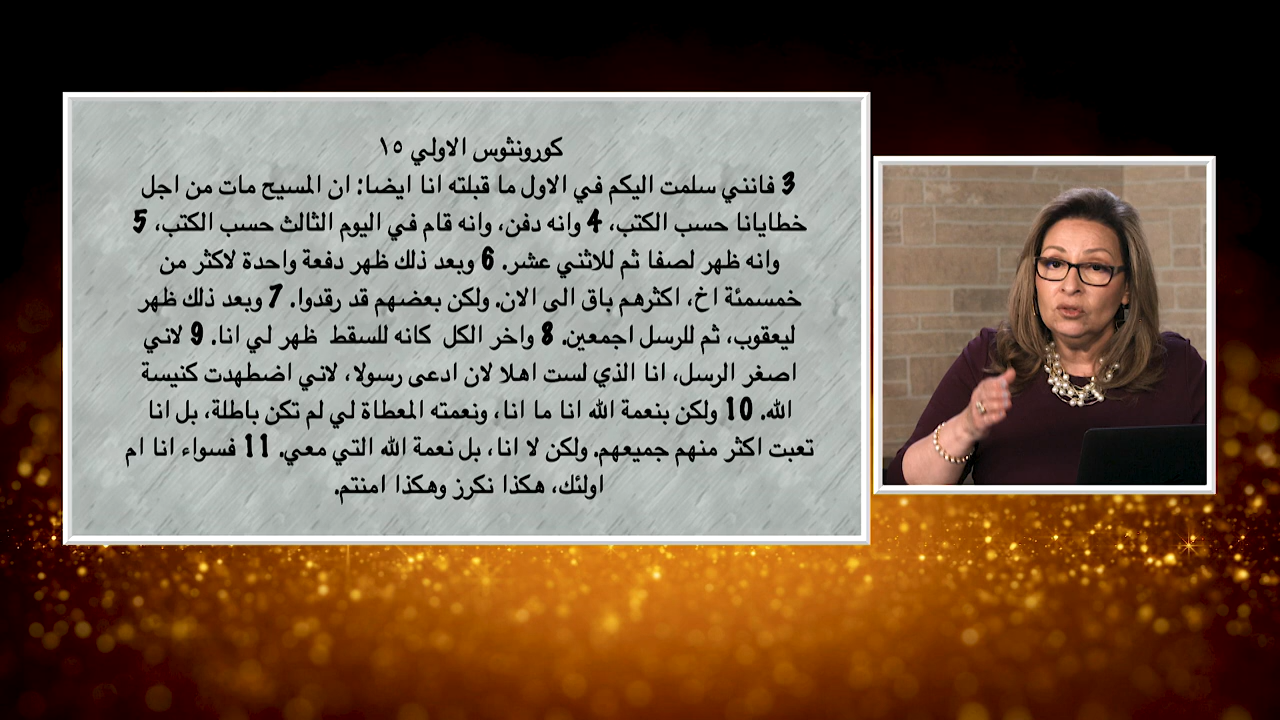 كورونثوس الاولي ١٥
3 فانني سلمت اليكم في الاول ما قبلته انا ايضا: ان المسيح مات من اجل
خطايانا حسب الكتب، 4 وانه دفن، وانه قام في اليوم الثالث حسب الكتب، 5
وانه ظهر لصفا ثم للاثني عشر. 6 وبعد ذلك ظهر دفعة واحدة لاكثر من
خمسمئة اخ، اكثرهم باق الى الان. ولكن بعضهم قد رقدوا. 7 وبعد ذلك ظهر
ليعقوب، ثم للرسل اجمعين. 8 واخر الكل كانه للسقط ظهر لي انا. 9 لاني
اصغر الرسل، انا الذي لست اهلا لان ادعى رسولا، لاني اضطهدت كنيسة
الله. 10 ولكن بنعمة الله انا ما انا، ونعمته المعطاة لي لم تكن باطلة، بل انا
تعبت اكثر منهم جميعهم. ولكن لا انا، بل نعمة الله التي معي. 11 فسواء انا ام
اولئك، هكذا نكرز وهكذا امنتم.